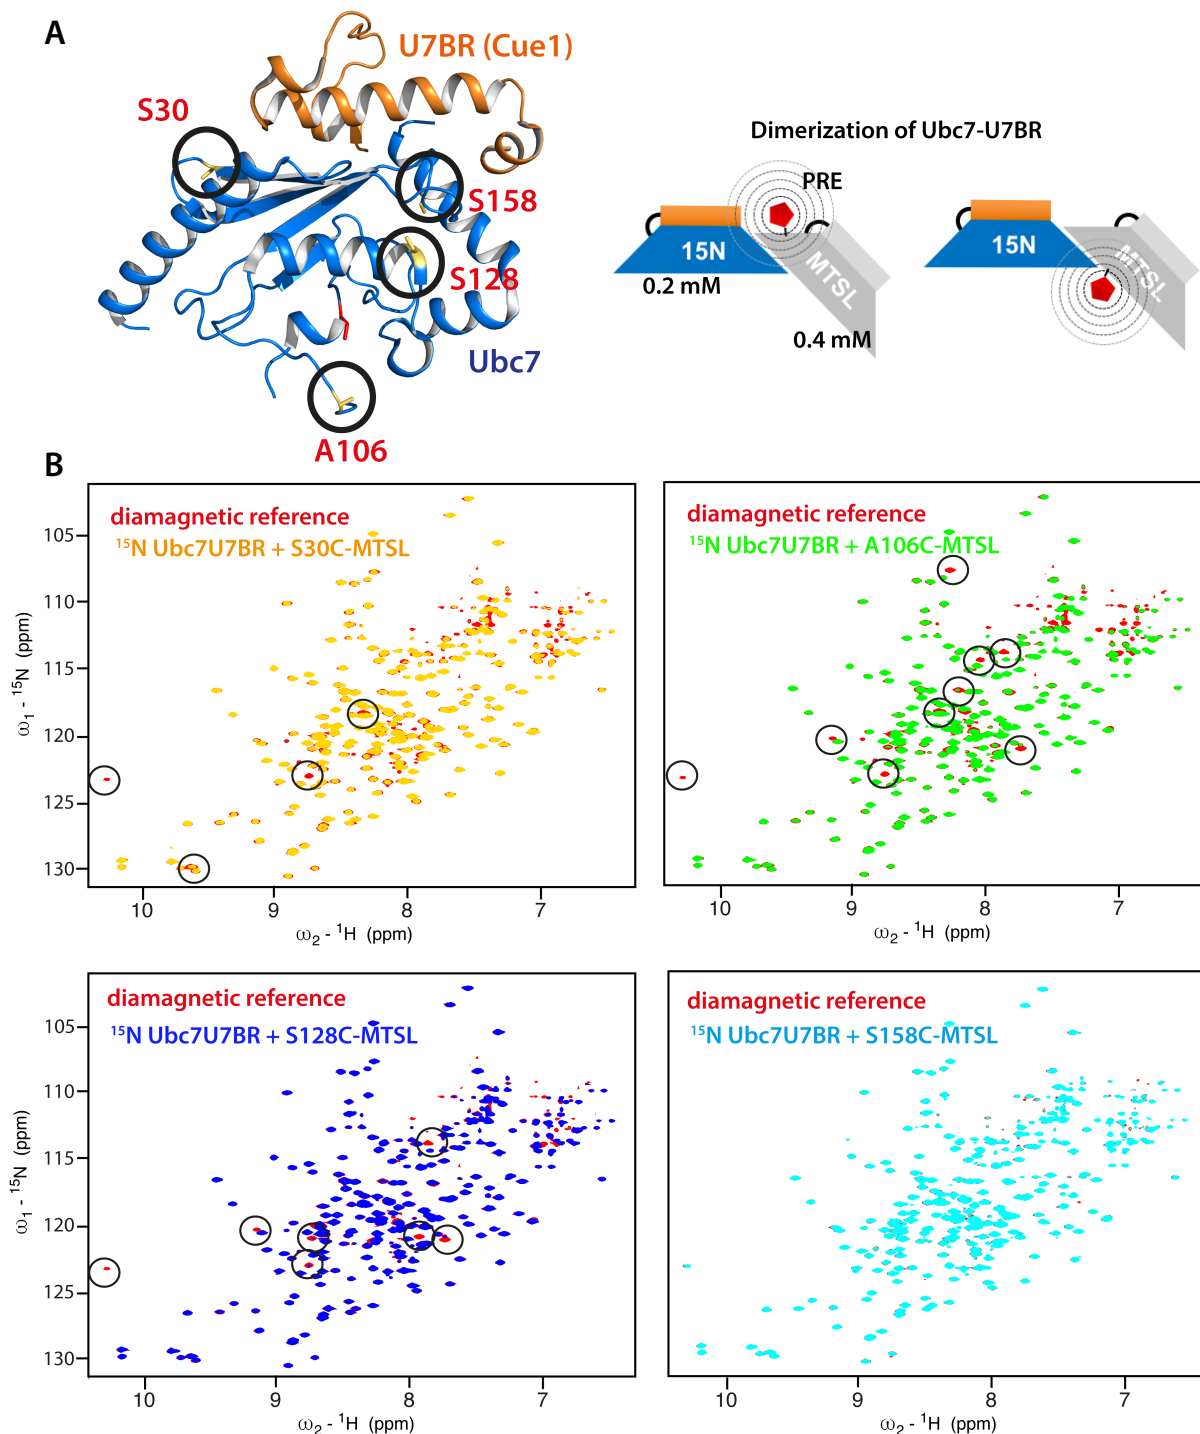 A
U7BR (Cue1)
S30
S158
S128
Ubc7
A106
Dimerization of Ubc7-U7BR
PRE
15N
MTSL
0.2 mM
0.4 mM
15N
MTSL
B
diamagnetic reference
¹⁵N Ubc7U7BR + S30C-MTSL
105
110
115
120
125
130
ω₁ - ¹⁵N (ppm)
10 9 8 7
ω₂ - ¹H (ppm)
diamagnetic reference
¹⁵N Ubc7U7BR + A106C-MTSL
10 9 8 7
ω₂ - ¹H (ppm)
diamagnetic reference
¹⁵N Ubc7U7BR + S128C-MTSL
105
110
115
120
125
130
ω₁ - ¹⁵N (ppm)
10 9 8 7
ω₂ - ¹H (ppm)
diamagnetic reference
¹⁵N Ubc7U7BR + S158C-MTSL
10 9 8 7
ω₂ - ¹H (ppm)